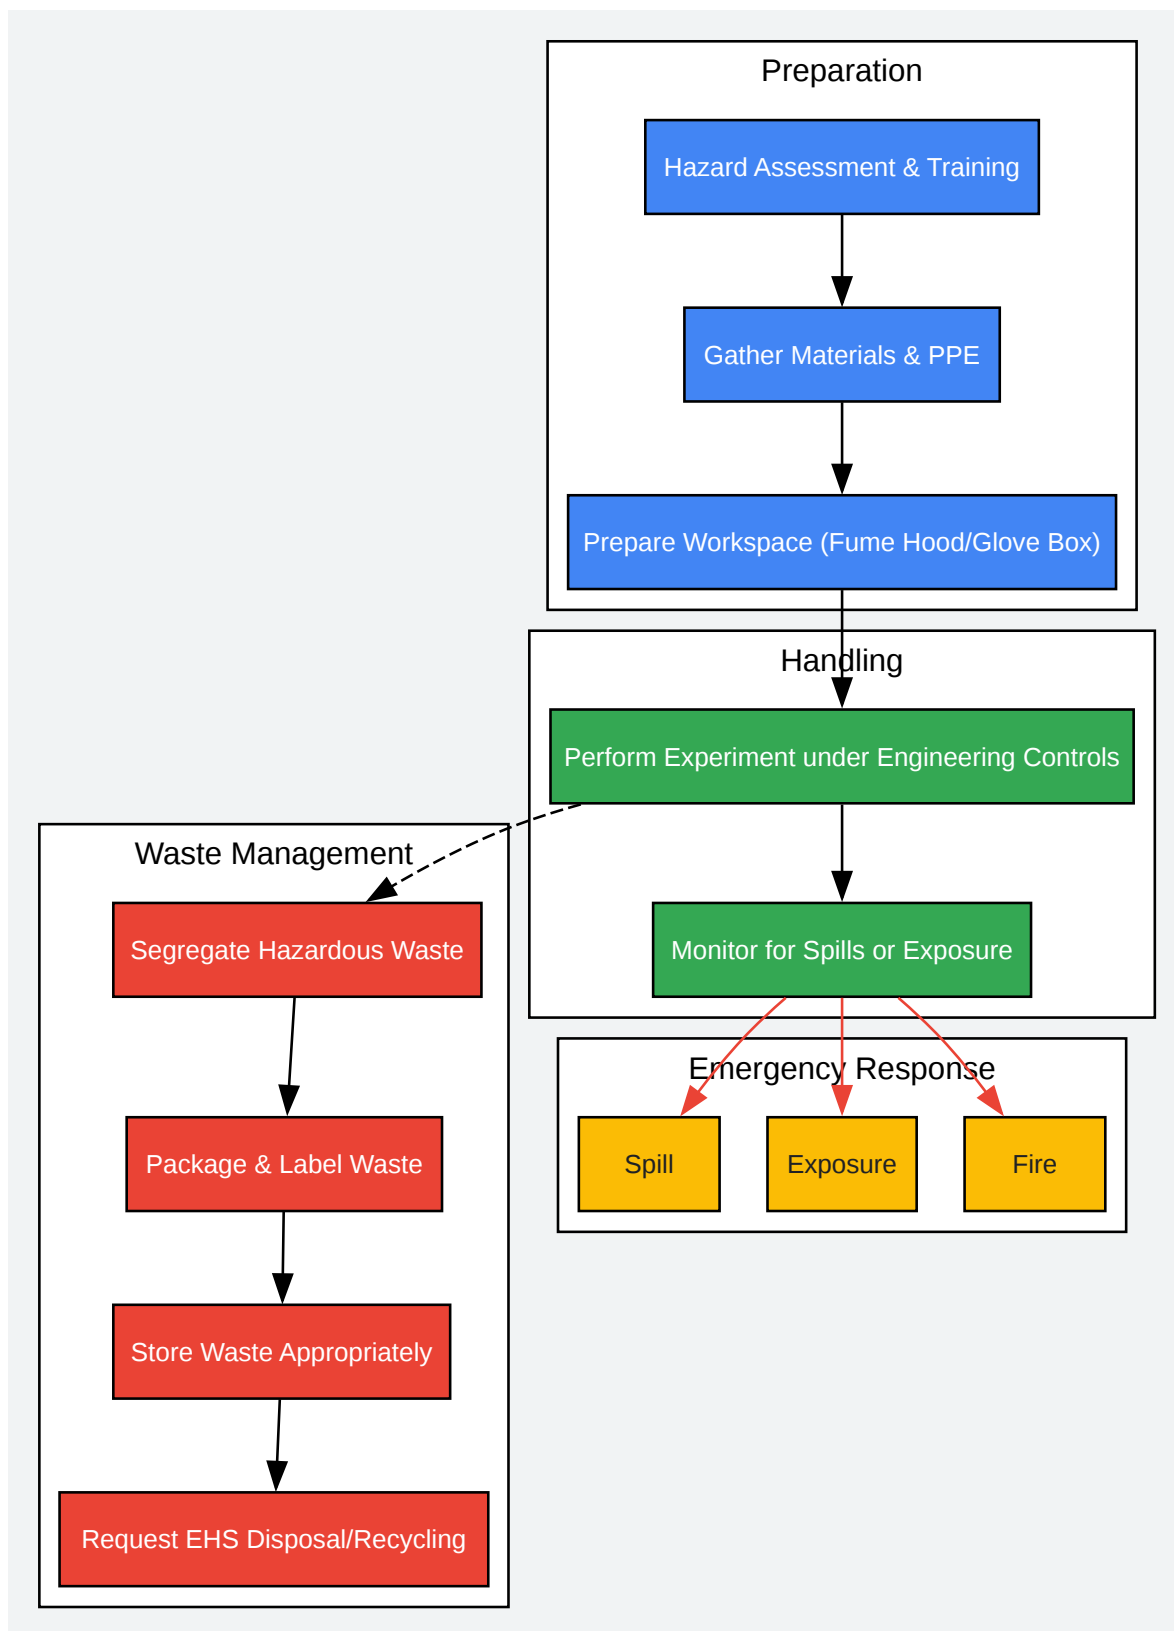 Preparation
Hazard Assessment & Training
Gather Materials & PPE
Prepare Workspace (Fume Hood/Glove Box)
Handling
Perform Experiment under Engineering Controls
Monitor for Spills or Exposure
Waste Management
Segregate Hazardous Waste
Package & Label Waste
Store Waste Appropriately
Request EHS Disposal/Recycling
Emergency Response
Spill
Exposure
Fire